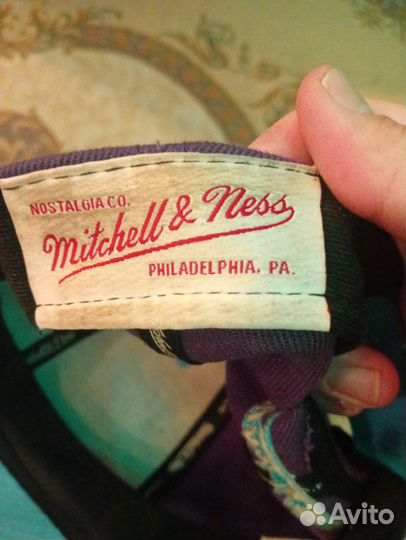 NOSTALGIA CO.
Mitchell & Ness
PHILADELPHIA, PA.
Avito